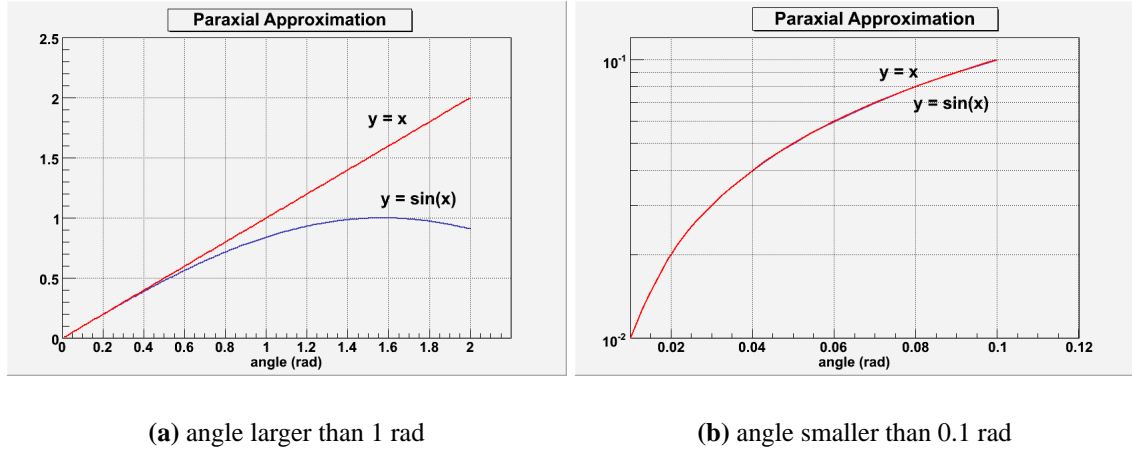 Paraxial Approximation
2.5
2
1.5
1
0.5
0
y = x
y = sin(x)
0 0.2 0.4 0.6 0.8 1 1.2 1.4 1.6 1.8 2
angle (rad)
Paraxial Approximation
10⁻¹
10⁻²
y = x
y = sin(x)
0.02 0.04 0.06 0.08 0.1 0.12
angle (rad)
(a) angle larger than 1 rad
(b) angle smaller than 0.1 rad